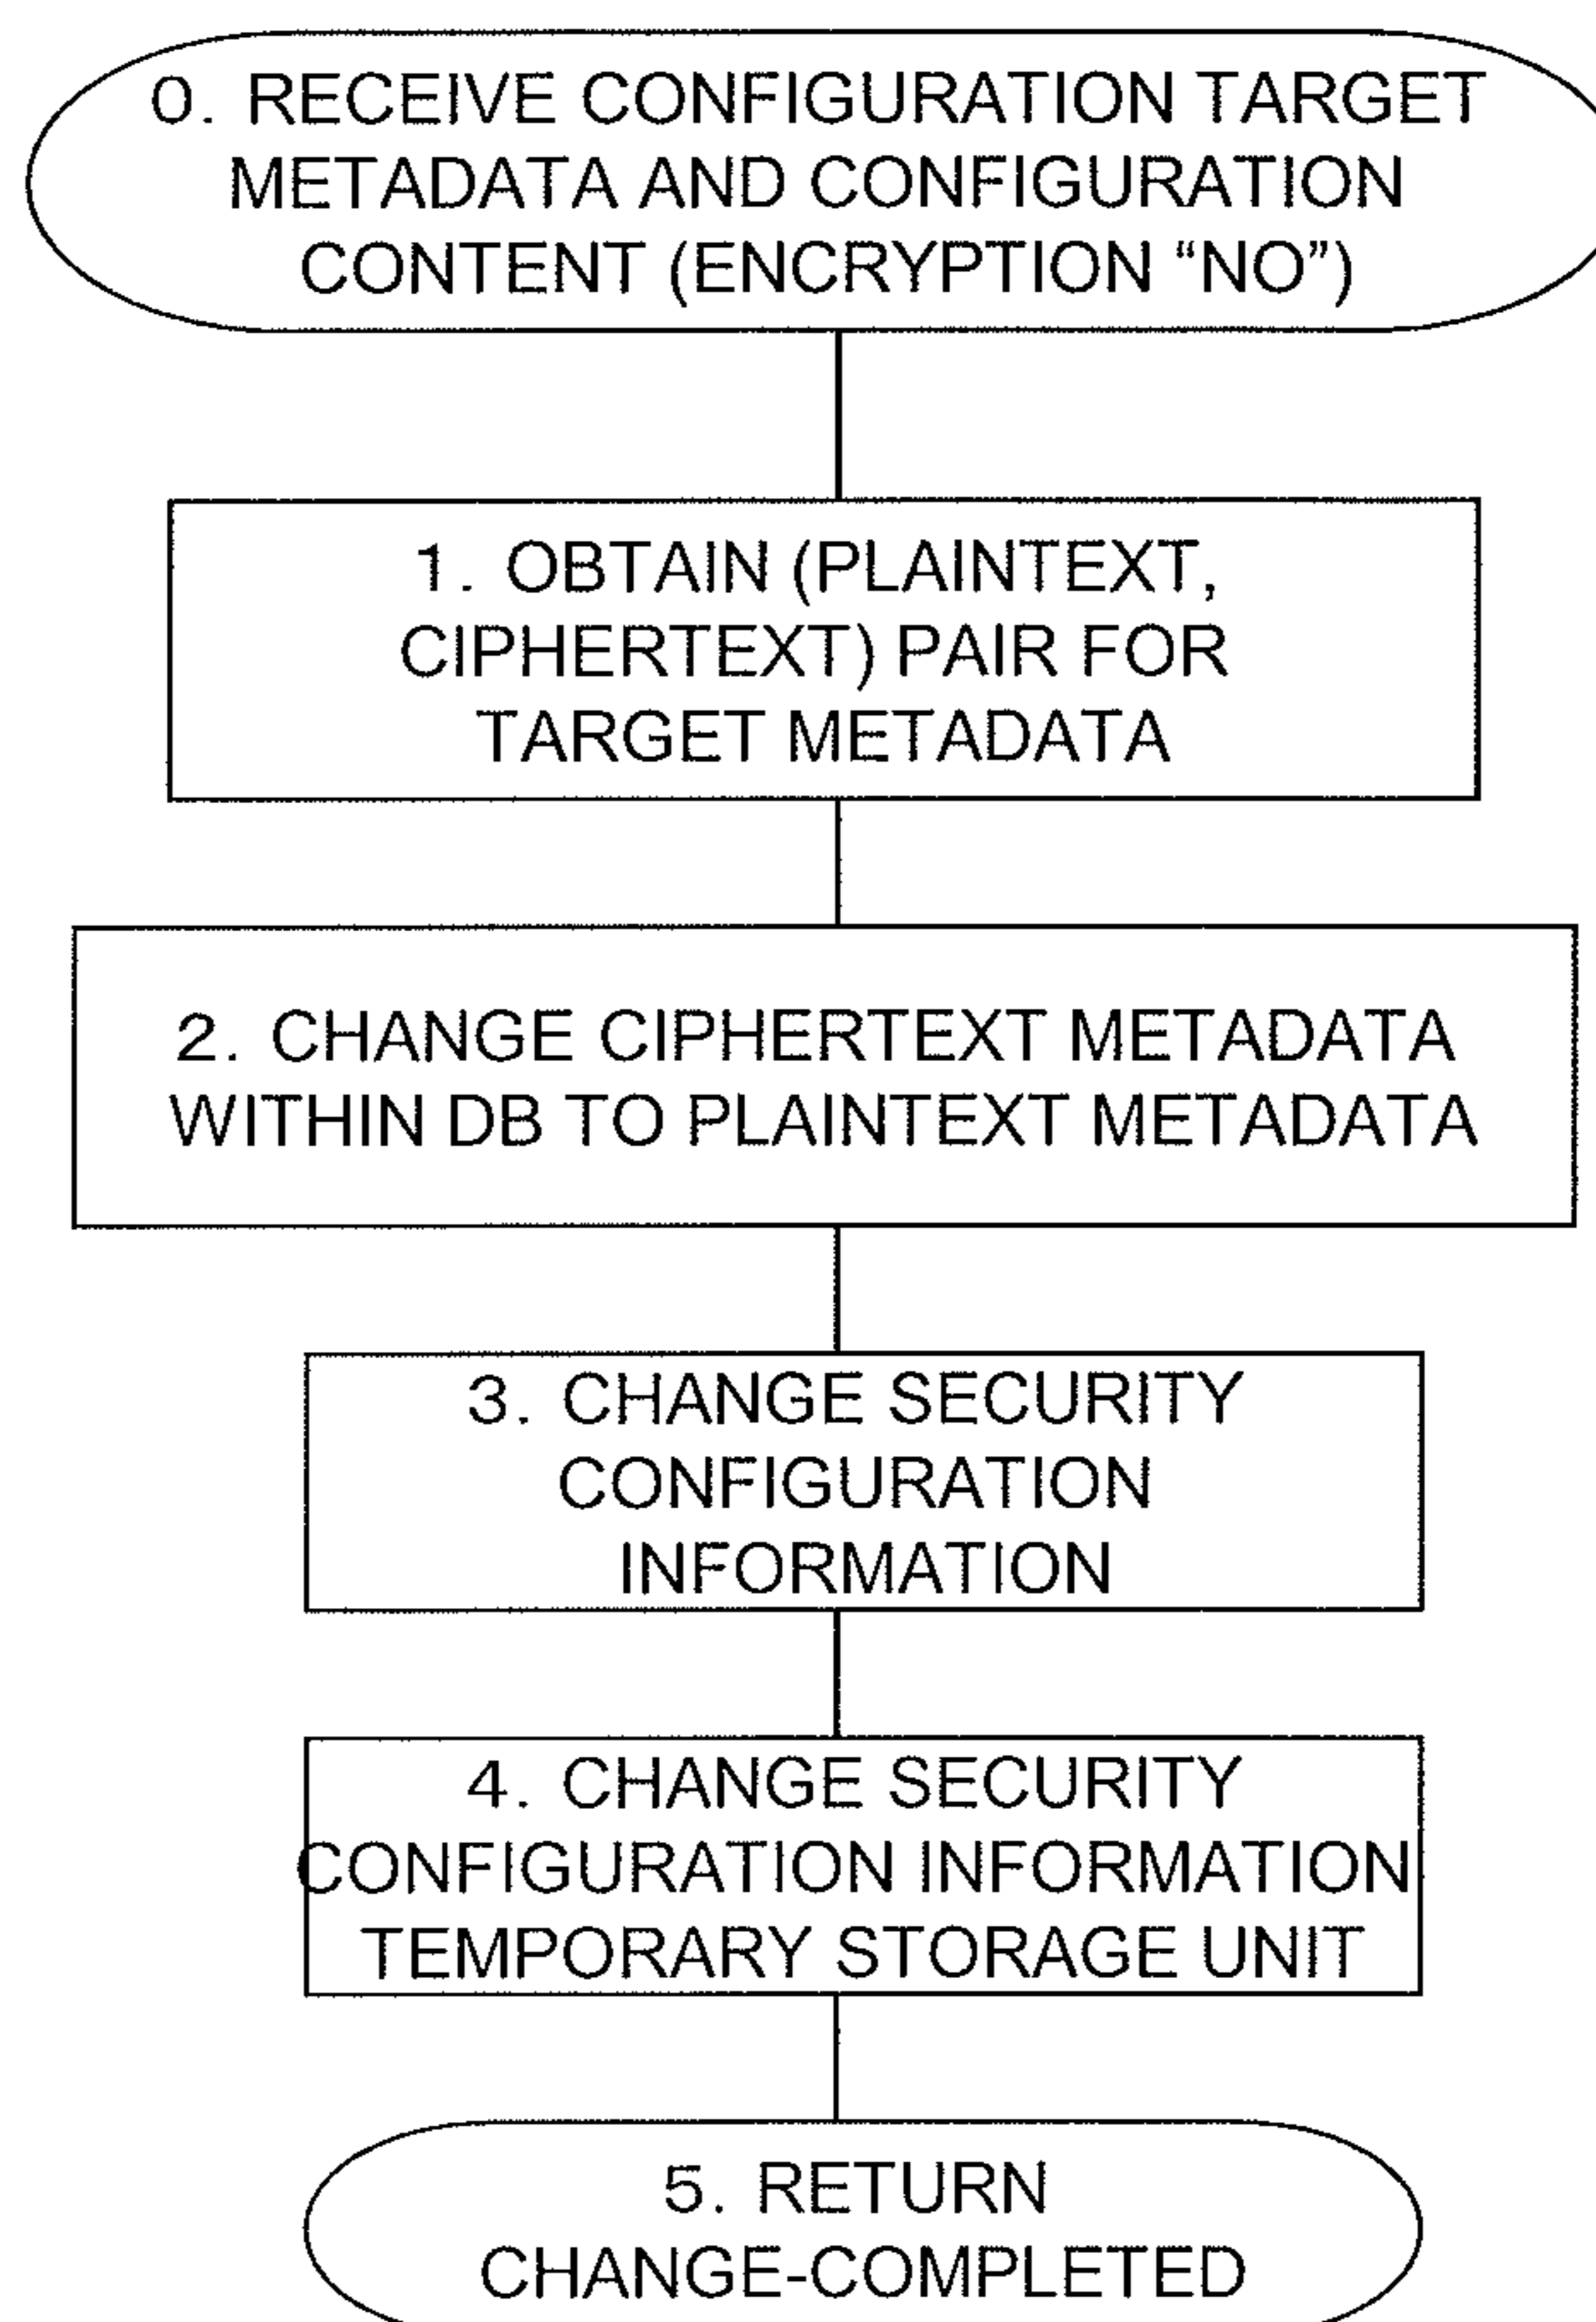 0. RECEIVE CONFIGURATION TARGET
METADATA AND CONFIGURATION
CONTENT (ENCRYPTION “NO”)
1. OBTAIN (PLAINTEXT,
CIPHERTEXT) PAIR FOR
TARGET METADATA
2. CHANGE CIPHERTEXT METADATA
WITHIN DB TO PLAINTEXT METADATA
3. CHANGE SECURITY
CONFIGURATION
INFORMATION
4. CHANGE SECURITY
CONFIGURATION INFORMATION
TEMPORARY STORAGE UNIT
5. RETURN
CHANGE-COMPLETED